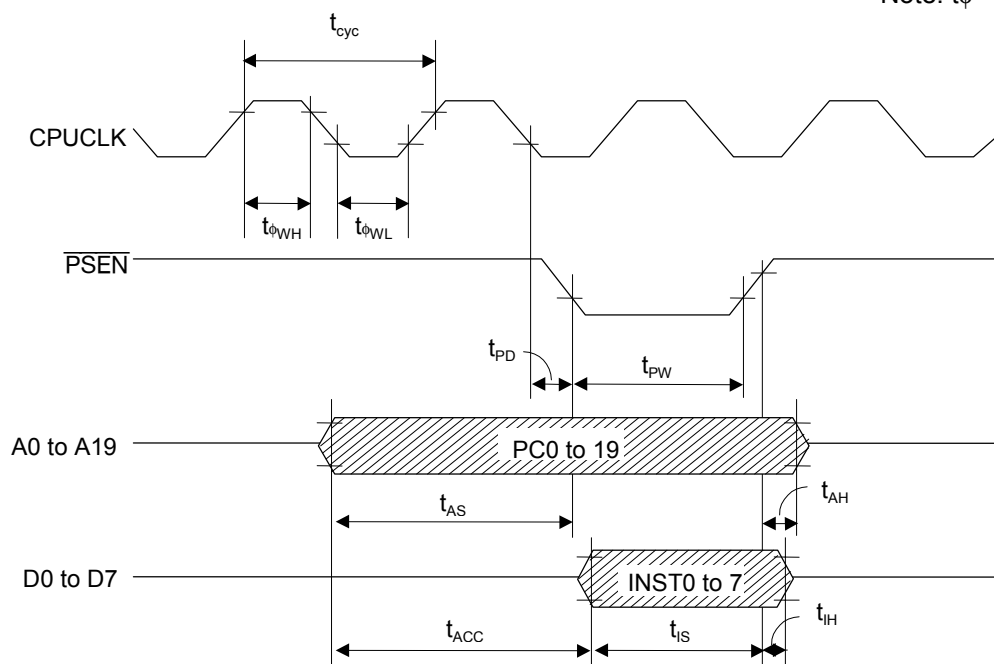 Note: tφ
tcyc
CPUCLK
tφWH
tφWL
PSEN
tPD
tPW
A0 to A19
PC0 to 19
tAS
tAH
D0 to D7
INST0 to 7
tACC
tIS
tIH